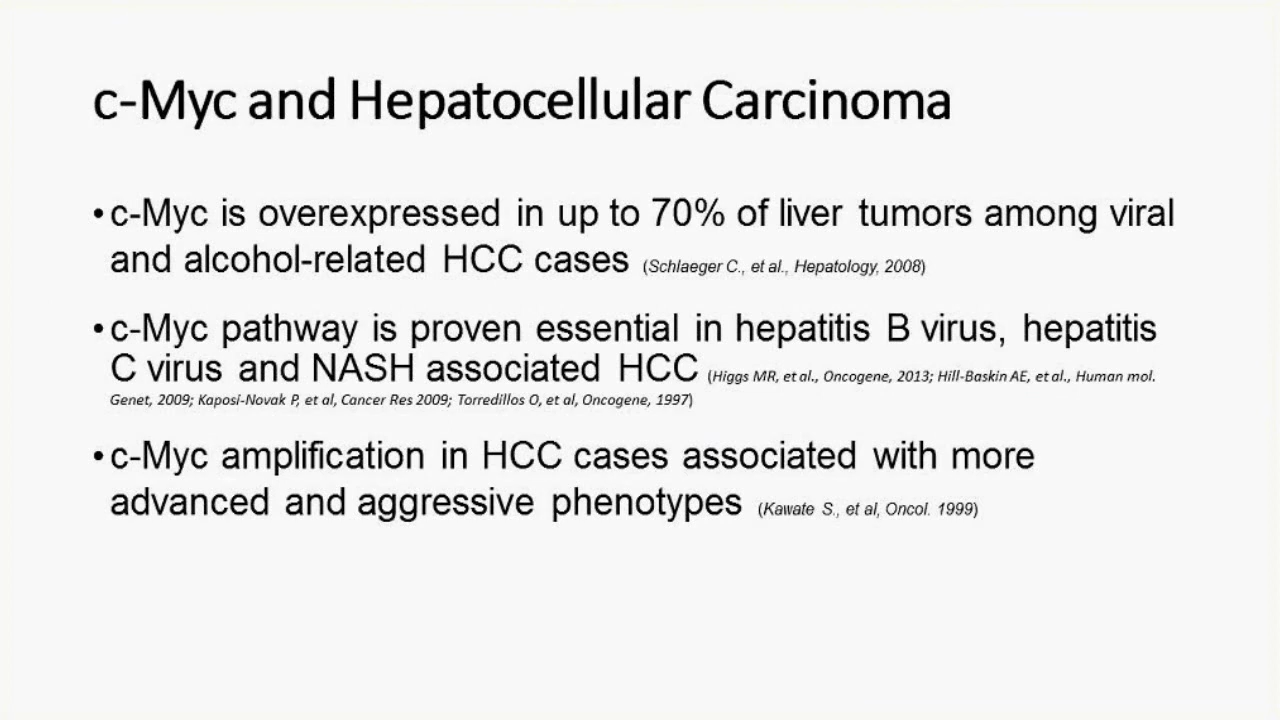 c-Myc and Hepatocellular Carcinoma
•c-Myc is overexpressed in up to 70% of liver tumors among viral
and alcohol-related HCC cases (Schlaeger C., et al., Hepatology, 2008)
•c-Myc pathway is proven essential in hepatitis B virus, hepatitis
C virus and NASH associated HCC (Higgs MR, et al., Oncogene, 2013; Hill-Baskin AE, et al., Human mol.
Genet, 2009; Kaposi-Novak P, et al, Cancer Res 2009; Torredillos O, et al, Oncogene, 1997)
•c-Myc amplification in HCC cases associated with more
advanced and aggressive phenotypes (Kawate S., et al, Oncol. 1999)